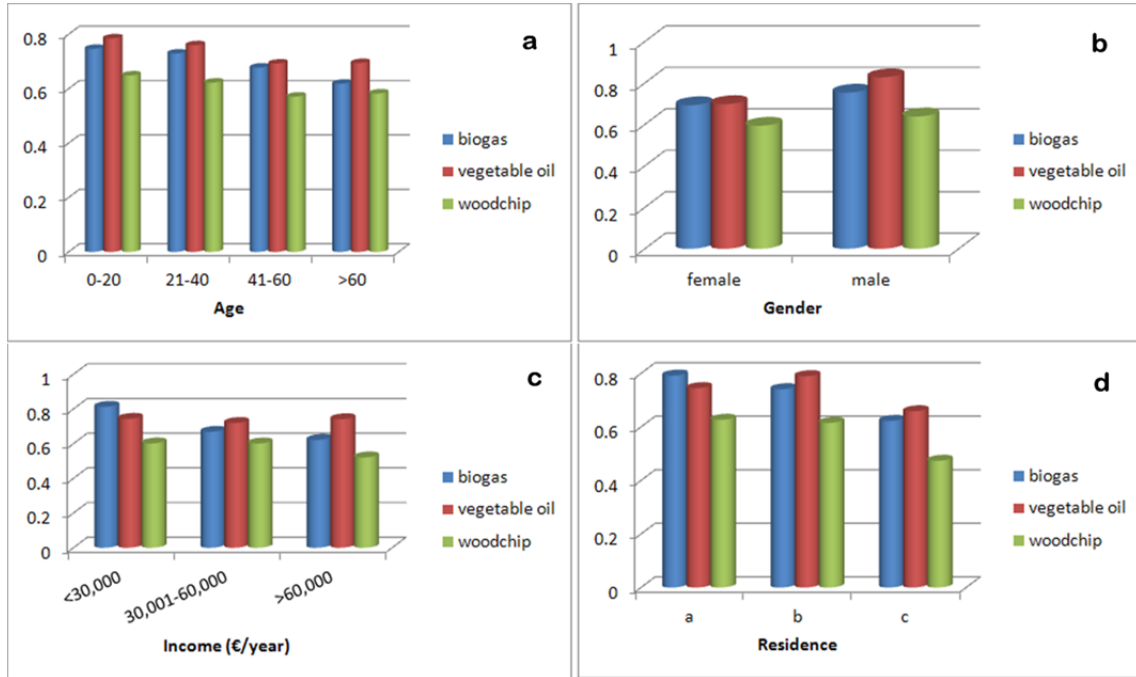 a
0.8
0.6
0.4
0.2
0
0-20
21-40
41-60
>60
Age
biogas
vegetable oil
woodchip
b
1
0.8
0.6
0.4
0.2
0
female
male
Gender
biogas
vegetable oil
woodchip
c
1
0.8
0.6
0.4
0.2
0
<30,000
30,001-60,000
>60,000
Income (€/year)
biogas
vegetable oil
woodchip
d
0.8
0.6
0.4
0.2
0
a
b
c
Residence
biogas
vegetable oil
woodchip